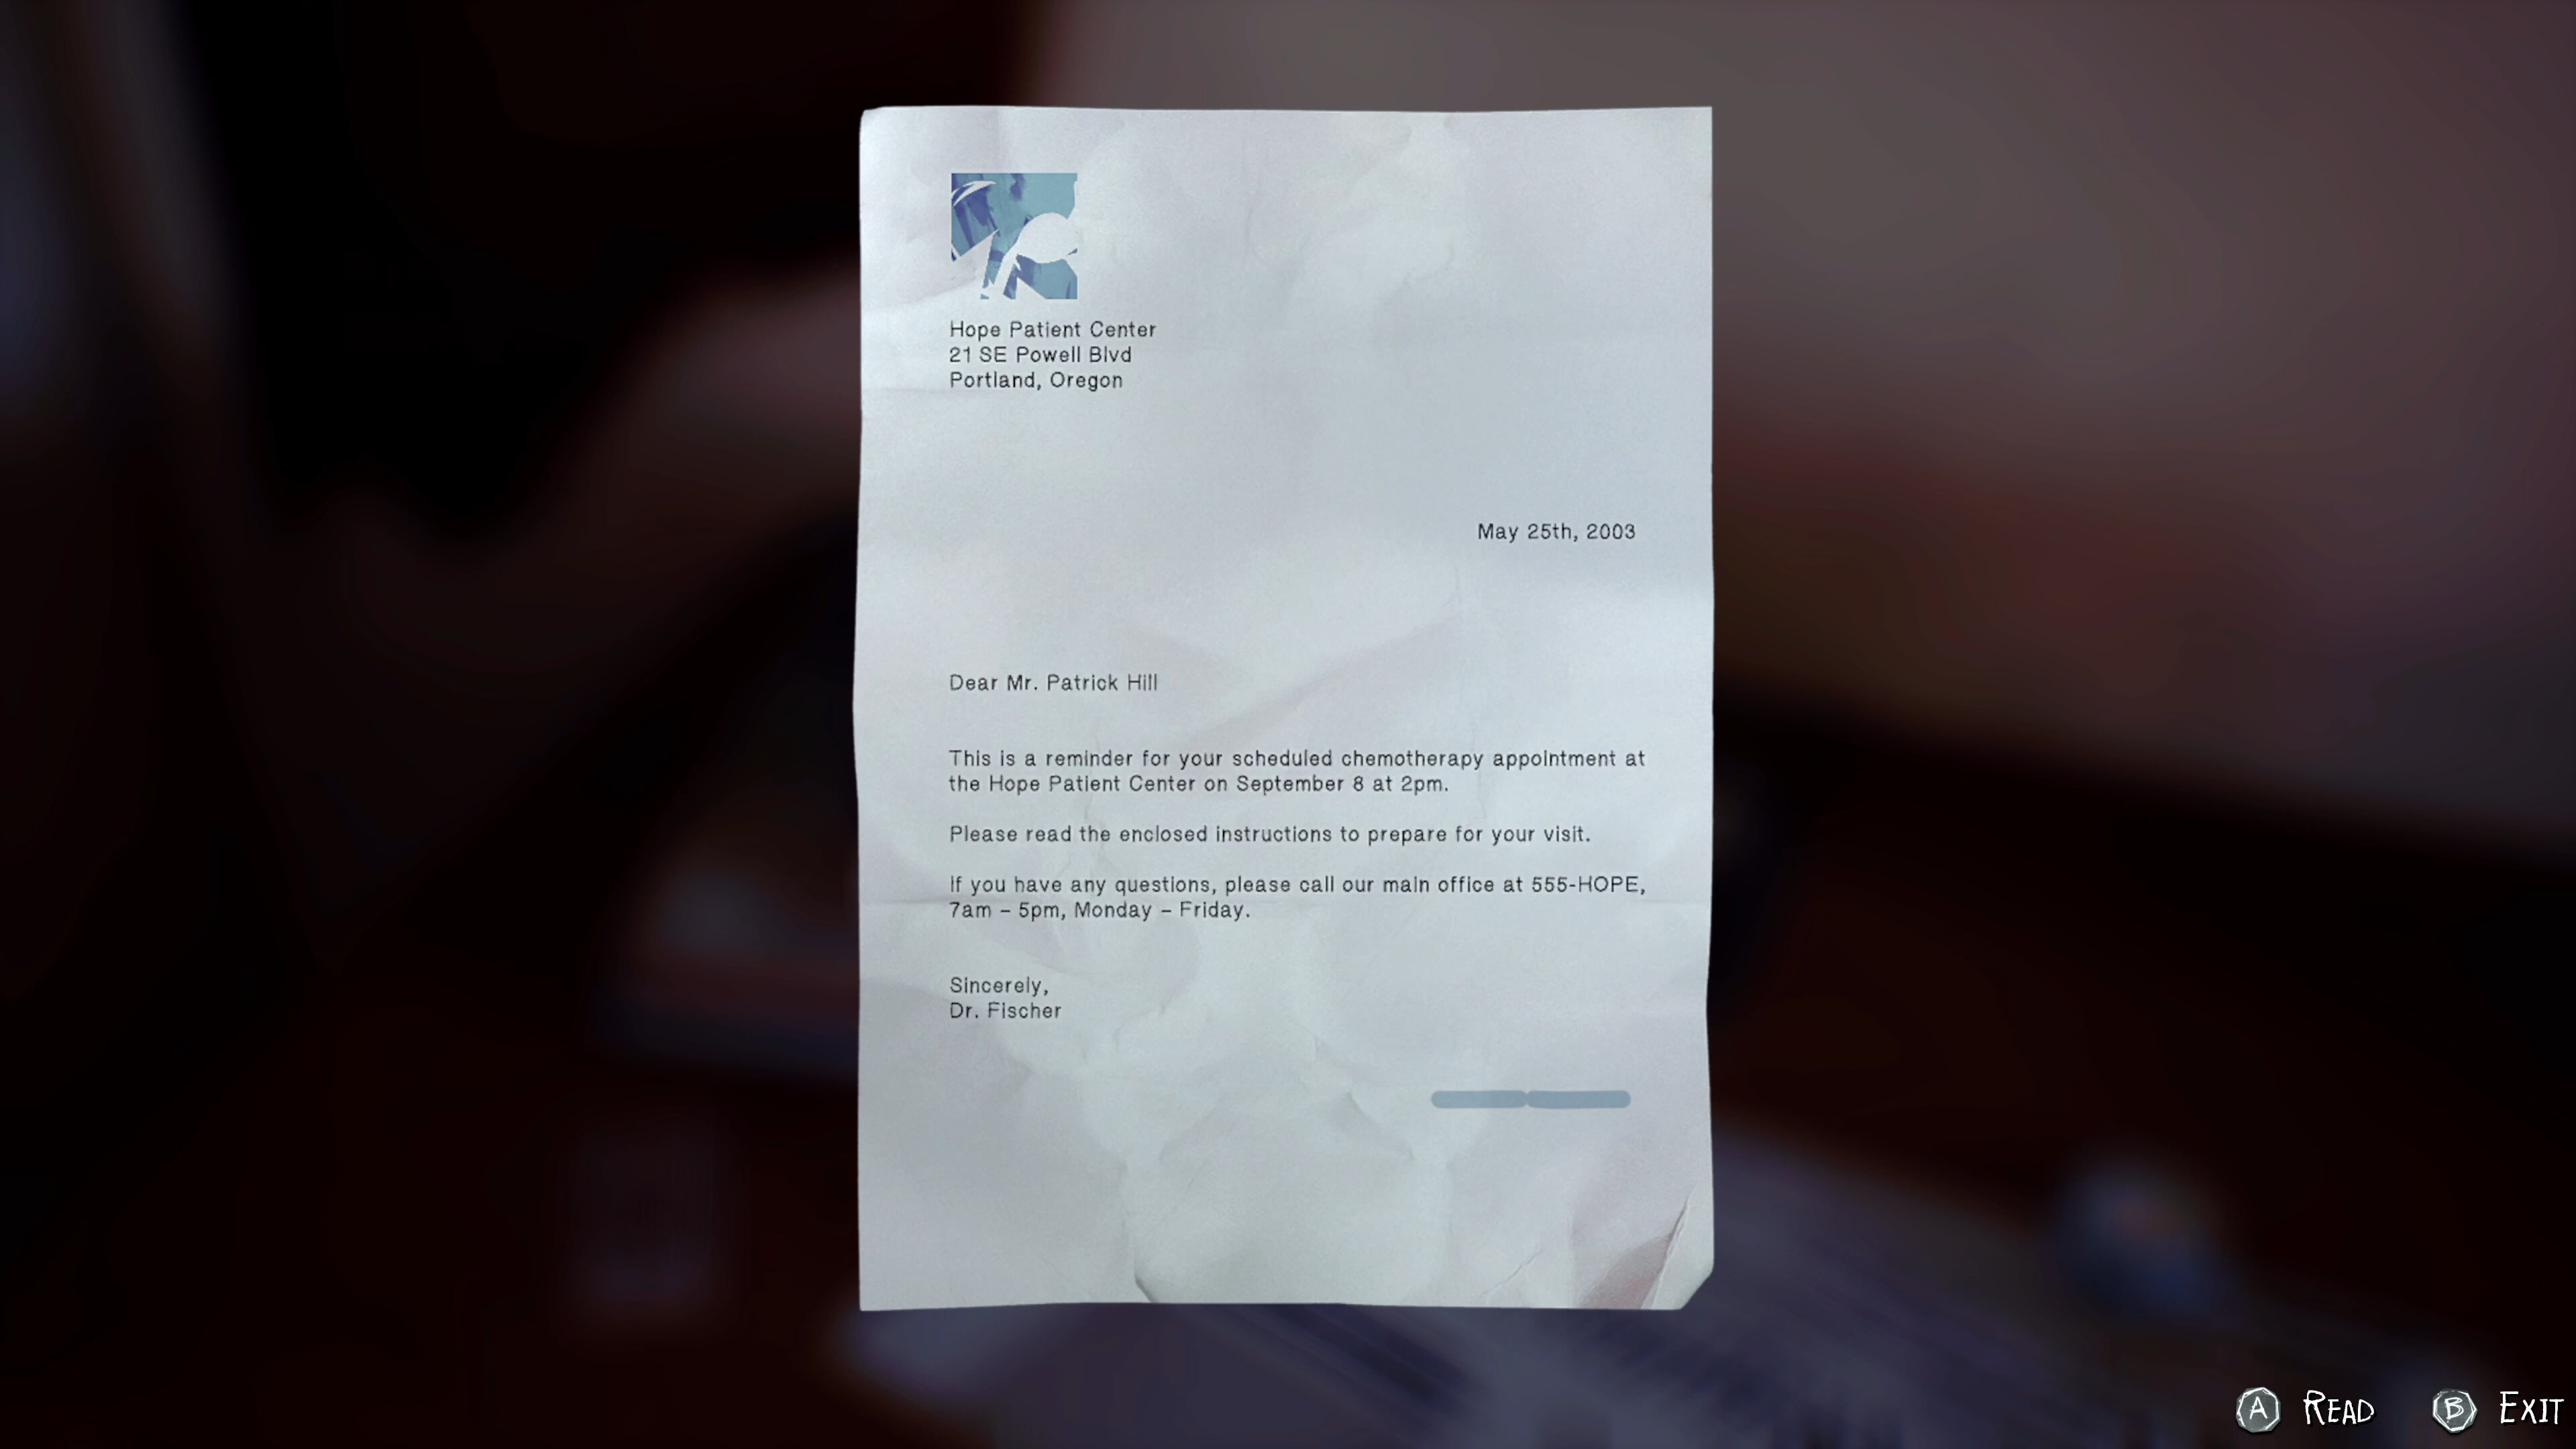 Hope Patient Center
21 SE Powell Blvd
Portland, Oregon
May 25th, 2003
Dear Mr. Patrick Hill
This is a reminder for your scheduled chemotherapy appointment at
the Hope Patient Center on September 8 at 2pm.
Please read the enclosed instructions to prepare for your visit.
If you have any questions, please call our main office at 555-HOPE,
7am – 5pm, Monday – Friday.
Sincerely,
Dr. Fischer
A READ B EXIT